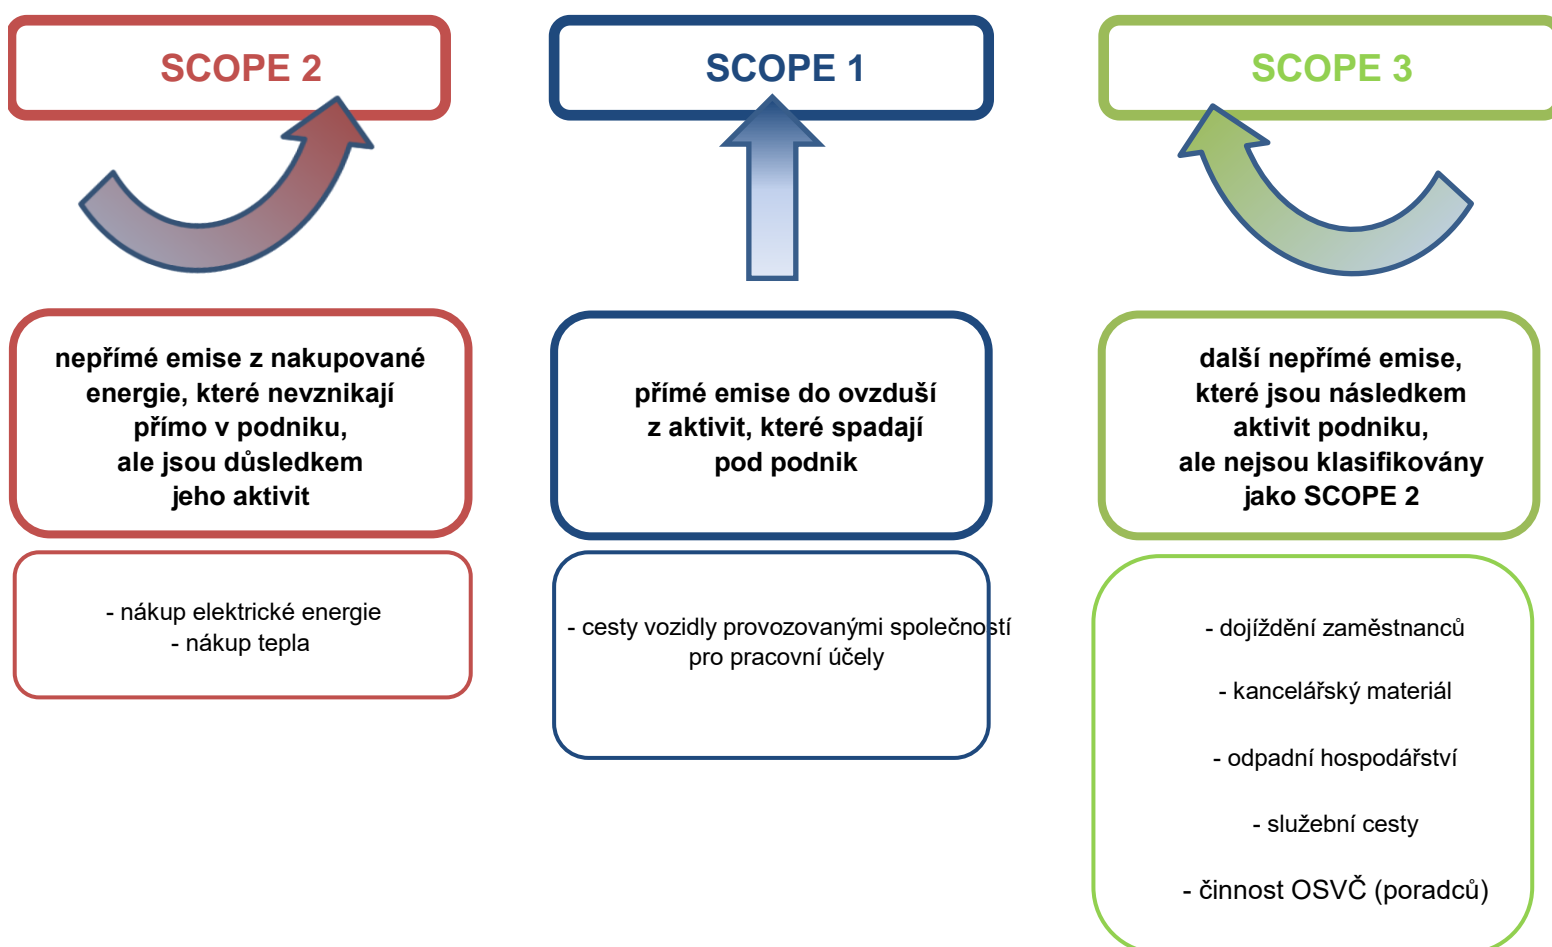 SCOPE 2
nepřímé emise z nakupované
energie, které nevznikají
přímo v podniku,
ale jsou důsledkem
jeho aktivit
- nákup elektrické energie
- nákup tepla
SCOPE 1
přímé emise do ovzduší
z aktivit, které spadají
pod podnik
- cesty vozidly provozovanými společností
pro pracovní účely
SCOPE 3
další nepřímé emise,
které jsou následkem
aktivit podniku,
ale nejsou klasifikovány
jako SCOPE 2
- dojíždění zaměstnanců
- kancelářský materiál
- odpadní hospodářství
- služební cesty
- činnost OSVČ (poradců)